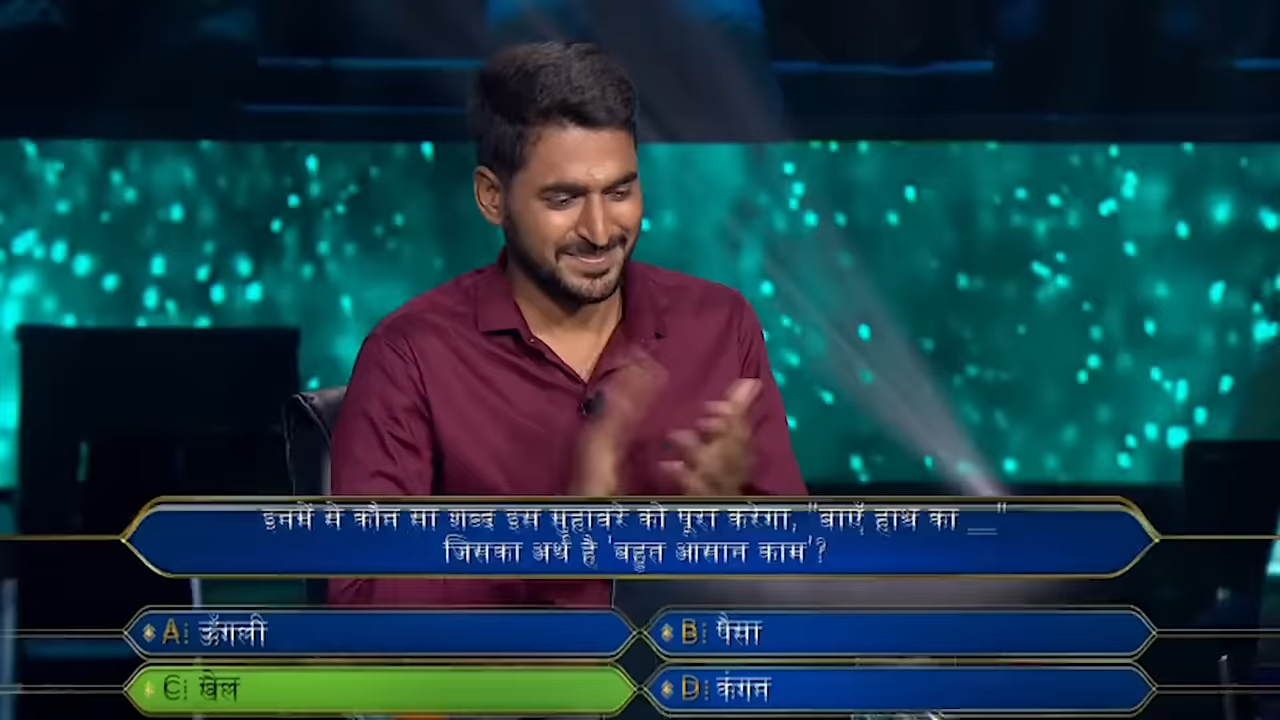 इनमें से कौन सा शब्द इस मुहावरे को पूरा करेगा, "बाएँ हाथ का __"
जिसका अर्थ है 'बहुत आसान काम'?
A: ऊँगली
B: पैसा
C: खेल
D: कंगन